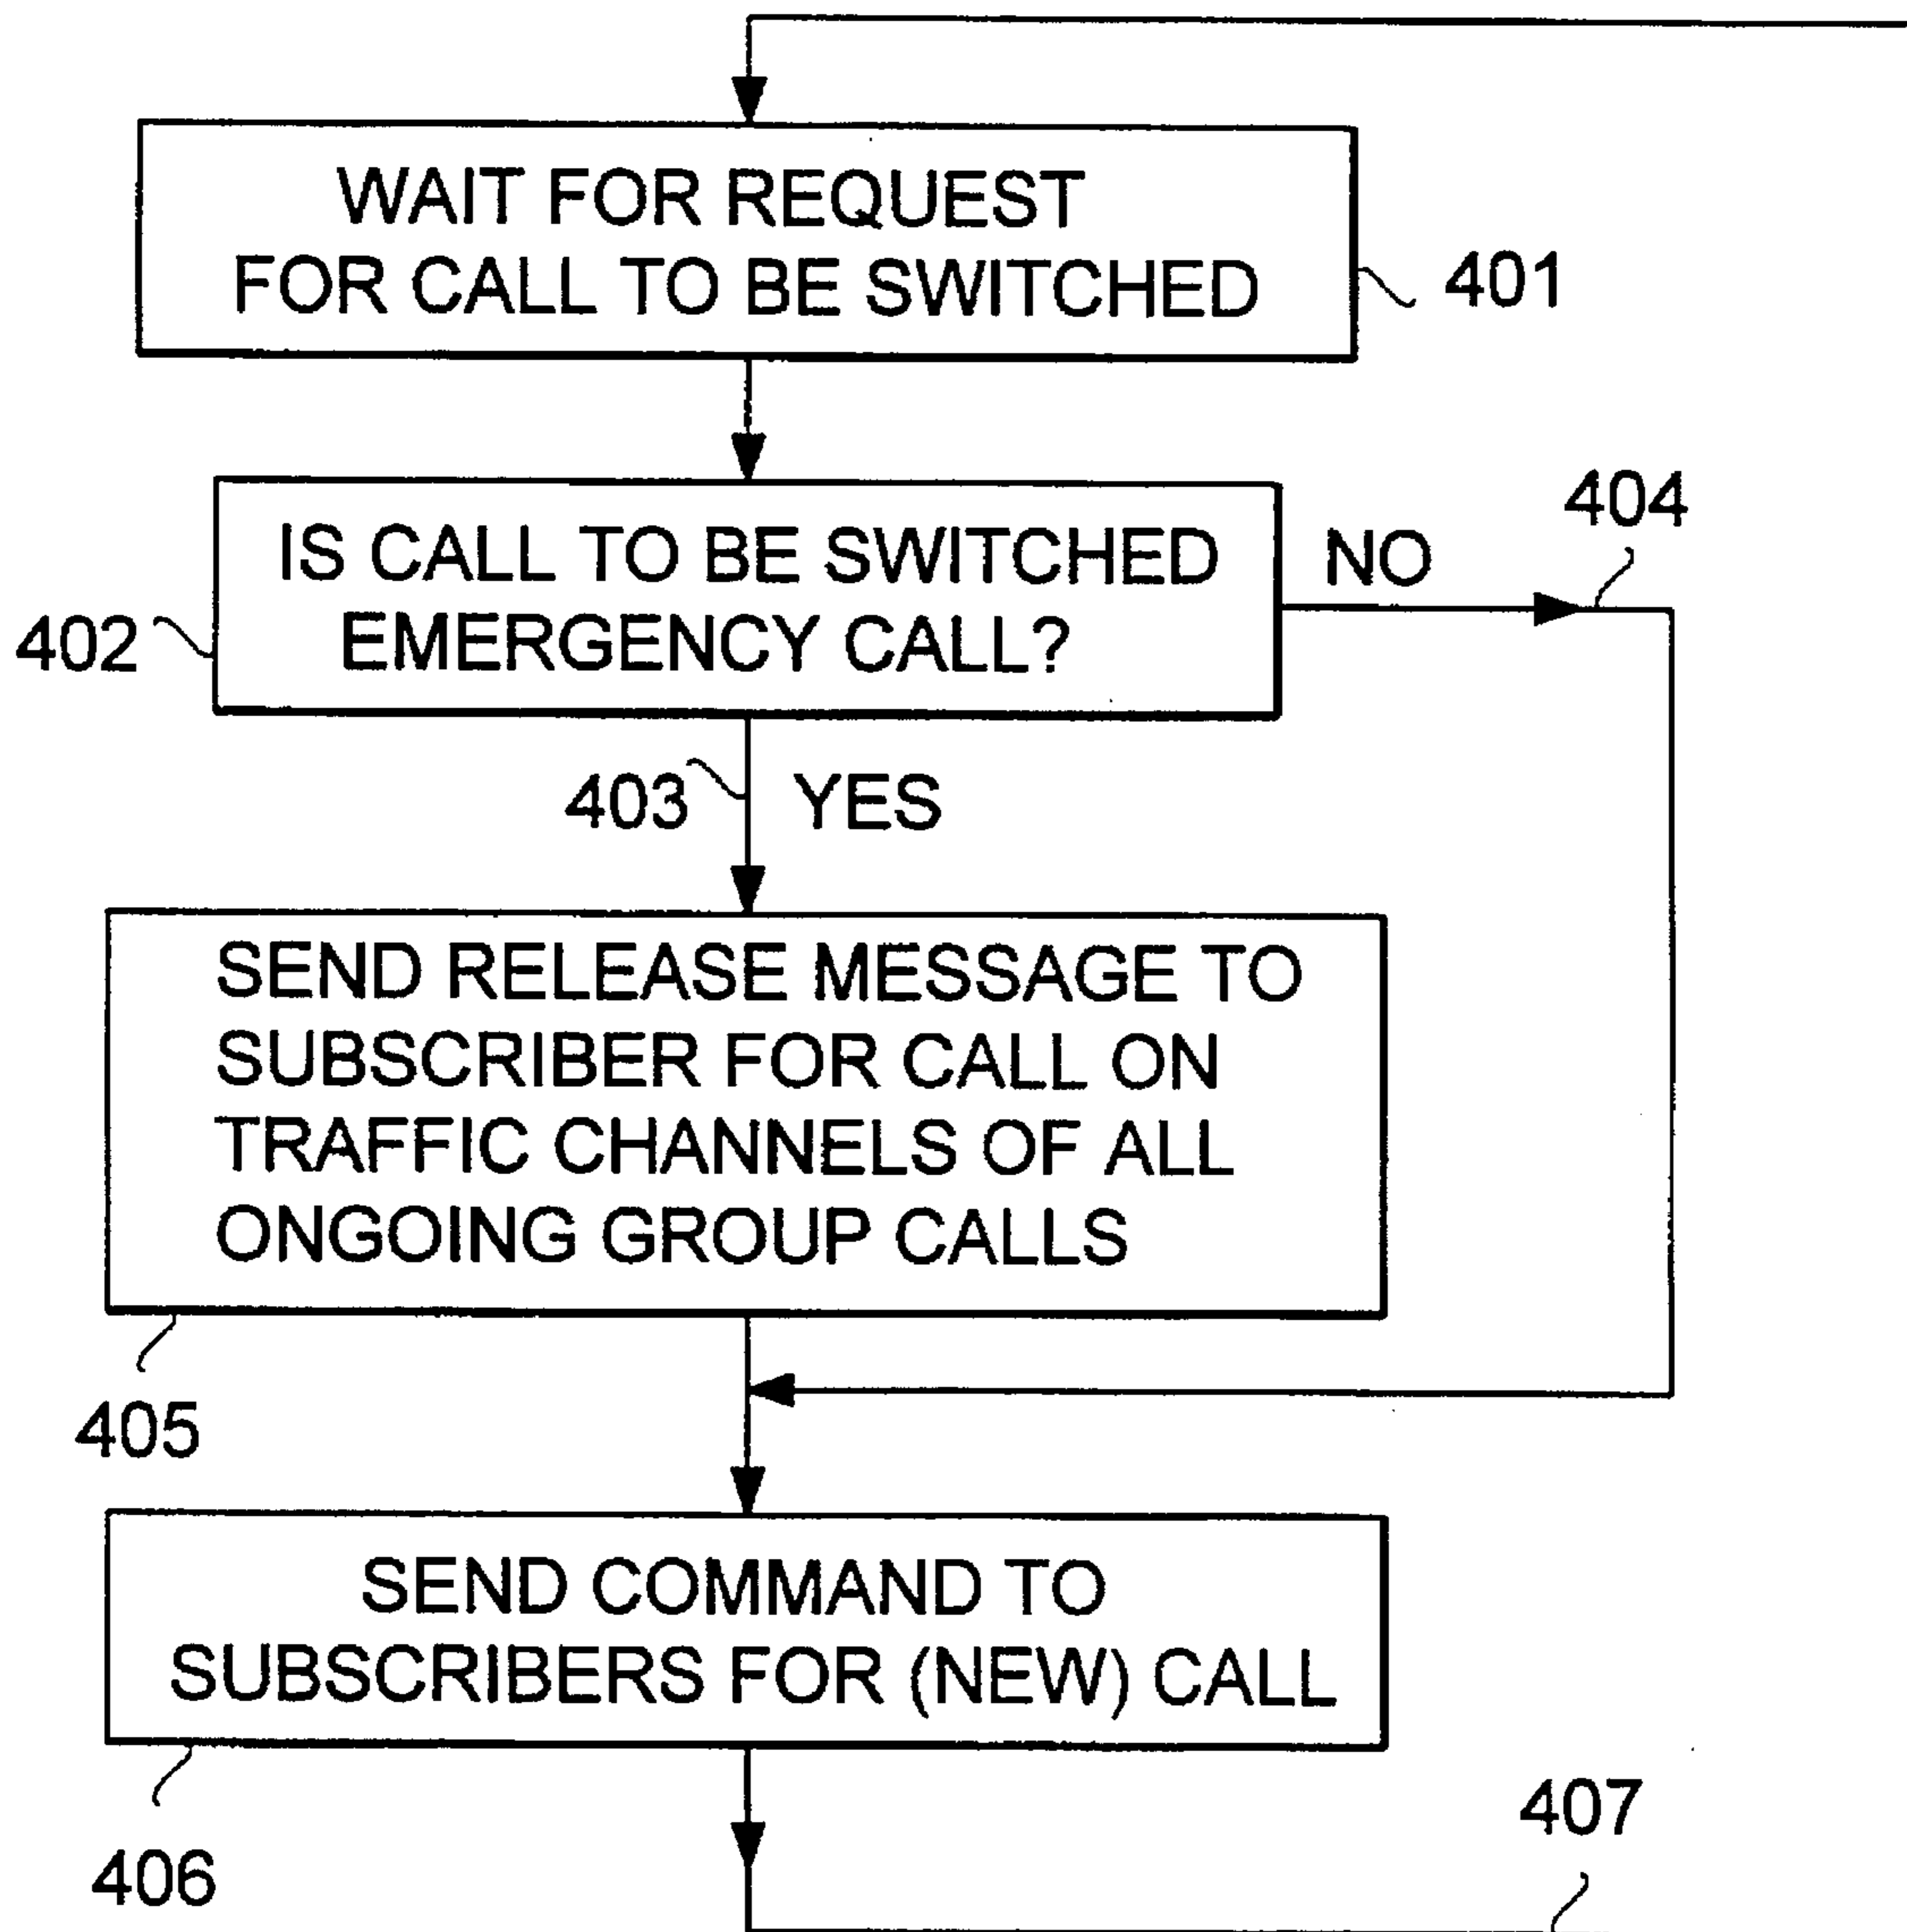 WAIT FOR REQUEST
FOR CALL TO BE SWITCHED
401
IS CALL TO BE SWITCHED
EMERGENCY CALL?
NO
404
402
403
YES
SEND RELEASE MESSAGE TO
SUBSCRIBER FOR CALL ON
TRAFFIC CHANNELS OF ALL
ONGOING GROUP CALLS
405
SEND COMMAND TO
SUBSCRIBERS FOR (NEW) CALL
406
407